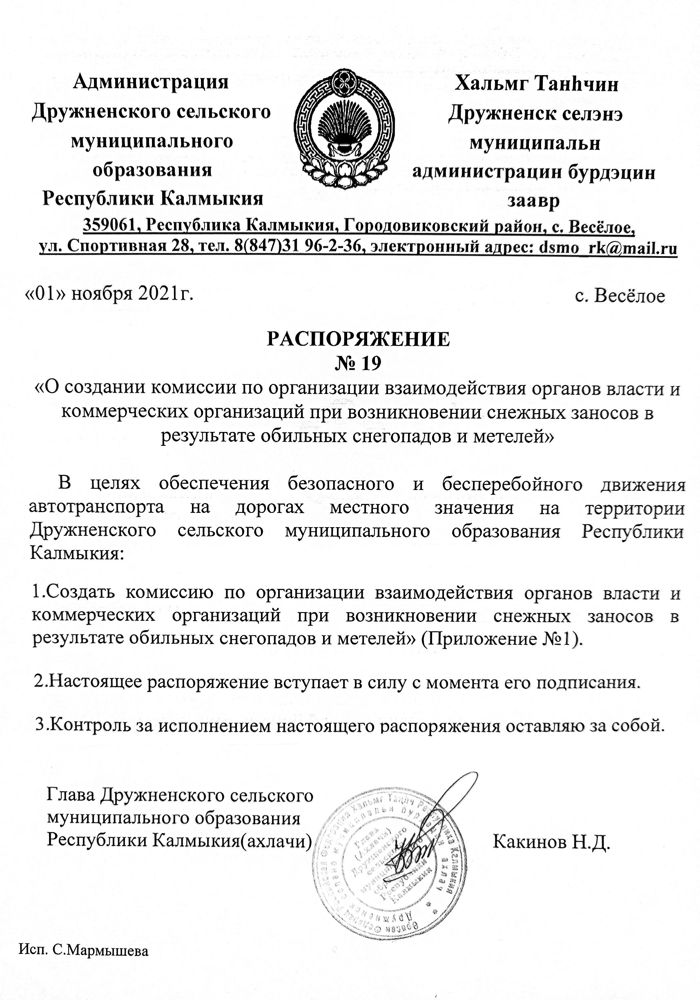 Администрация
Дружненского сельского
муниципального
образования
Республики Калмыкия
Хальмг Танhчин
Дружненск селэнэ
муниципальн
администрацин бурдэцин
заавр
359061, Республика Калмыкия, Городовиковский район, с. Весёлое,
ул. Спортивная 28, тел. 8(847)31 96-2-36, электронный адрес: dsmo_rk@mail.ru
«01» ноября 2021г. с. Весёлое
РАСПОРЯЖЕНИЕ
№ 19
«О создании комиссии по организации взаимодействия органов власти и
коммерческих организаций при возникновении снежных заносов в
результате обильных снегопадов и метелей»
В целях обеспечения безопасного и бесперебойного движения
автотранспорта на дорогах местного значения на территории
Дружненского сельского муниципального образования Республики
Калмыкия:
1.Создать комиссию по организации взаимодействия органов власти и
коммерческих организаций при возникновении снежных заносов в
результате обильных снегопадов и метелей» (Приложение №1).
2.Настоящее распоряжение вступает в силу с момента его подписания.
3.Контроль за исполнением настоящего распоряжения оставляю за собой.
Глава Дружненского сельского
муниципального образования
Республики Калмыкия(ахлачи)
Какинов Н.Д.
Глава
(Ахлачи)
Дружненского
сельского
Республики
Калмыкия
Исп. С.Мармышева